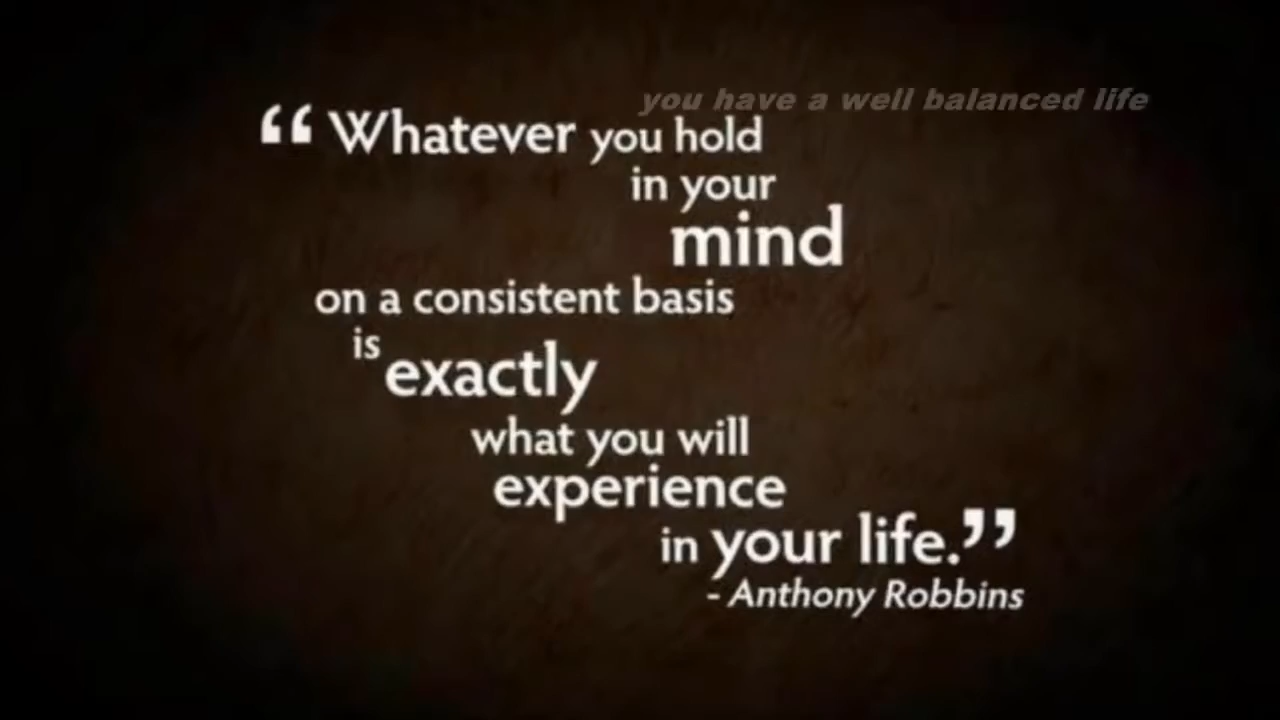 you have a well balanced life
“ Whatever you hold
in your
mind
on a consistent basis
is
exactly
what you will
experience
in your life.”
- Anthony Robbins